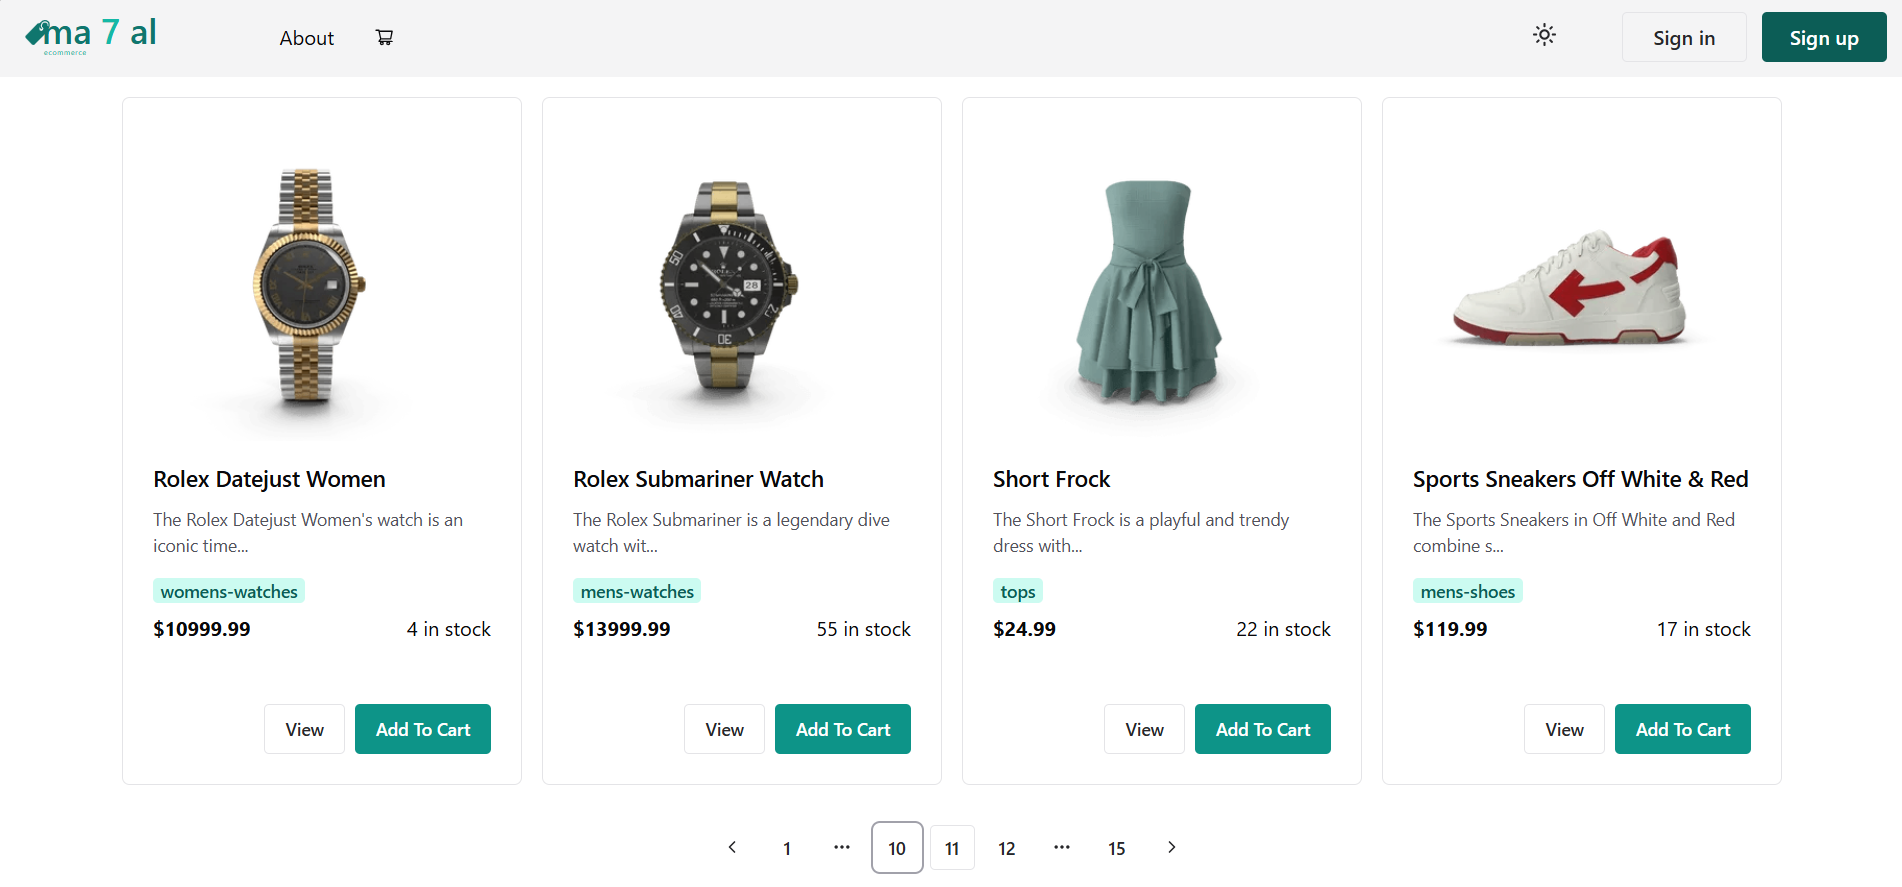 ma 7 al
ecommerce
About
Sign in
Sign up
Rolex Datejust Women
The Rolex Datejust Women's watch is an
iconic time...
womens-watches
$10999.99
4 in stock
View
Add To Cart
Rolex Submariner Watch
The Rolex Submariner is a legendary dive
watch wit...
mens-watches
$13999.99
55 in stock
View
Add To Cart
Short Frock
The Short Frock is a playful and trendy
dress with...
tops
$24.99
22 in stock
View
Add To Cart
Sports Sneakers Off White & Red
The Sports Sneakers in Off White and Red
combine s...
mens-shoes
$119.99
17 in stock
View
Add To Cart
1 ... 10 11 12 ... 15